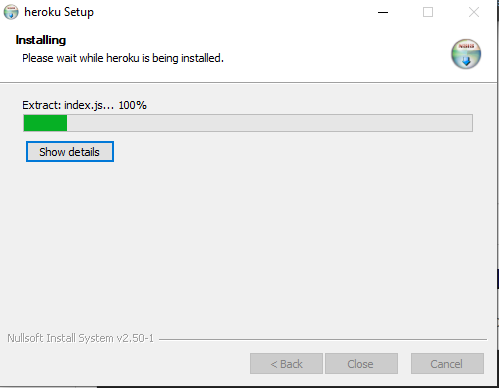 heroku Setup
Installing
Please wait while heroku is being installed.
Extract: index.js... 100%
Show details
Nullsoft Install System v2.50-1
< Back Close Cancel